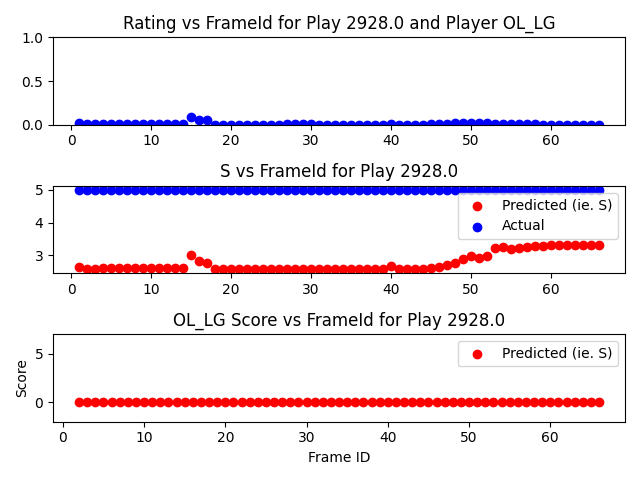 Rating vs FrameId for Play 2928.0 and Player OL_LG
1.0
0.5
0.0
0 10 20 30 40 50 60
S vs FrameId for Play 2928.0
5
4
3
Predicted (ie. S)
Actual
0 10 20 30 40 50 60
OL_LG Score vs FrameId for Play 2928.0
Score
5
0
Predicted (ie. S)
0 10 20 30 40 50 60
Frame ID